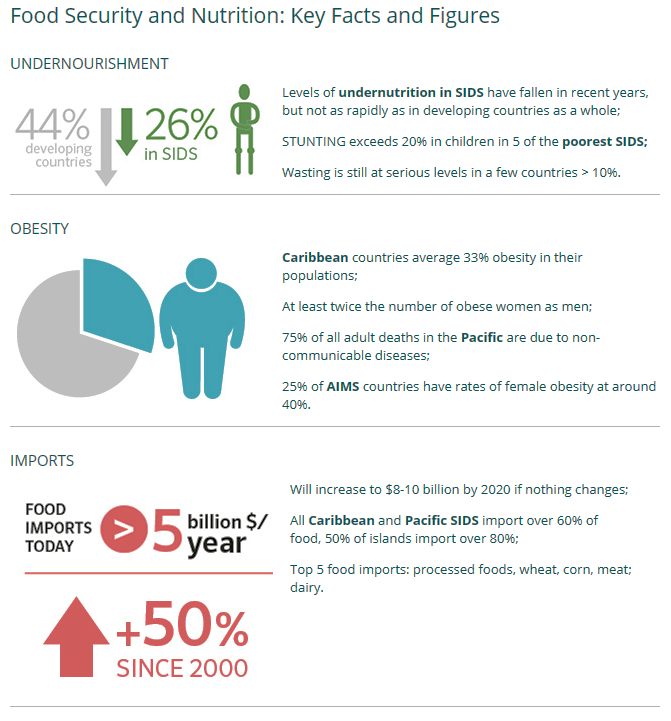 Food Security and Nutrition: Key Facts and Figures
UNDERNOURISHMENT
44%
developing
countries
26%
in SIDS
Levels of undernutrition in SIDS have fallen in recent years,
but not as rapidly as in developing countries as a whole;
STUNTING exceeds 20% in children in 5 of the poorest SIDS;
Wasting is still at serious levels in a few countries > 10%.
OBESITY
Caribbean countries average 33% obesity in their
populations;
At least twice the number of obese women as men;
75% of all adult deaths in the Pacific are due to non-
communicable diseases;
25% of AIMS countries have rates of female obesity at around
40%.
IMPORTS
FOOD
IMPORTS
TODAY
> 5 billion $/
year
+50%
SINCE 2000
Will increase to $8-10 billion by 2020 if nothing changes;
All Caribbean and Pacific SIDS import over 60% of
food, 50% of islands import over 80%;
Top 5 food imports: processed foods, wheat, corn, meat;
dairy.